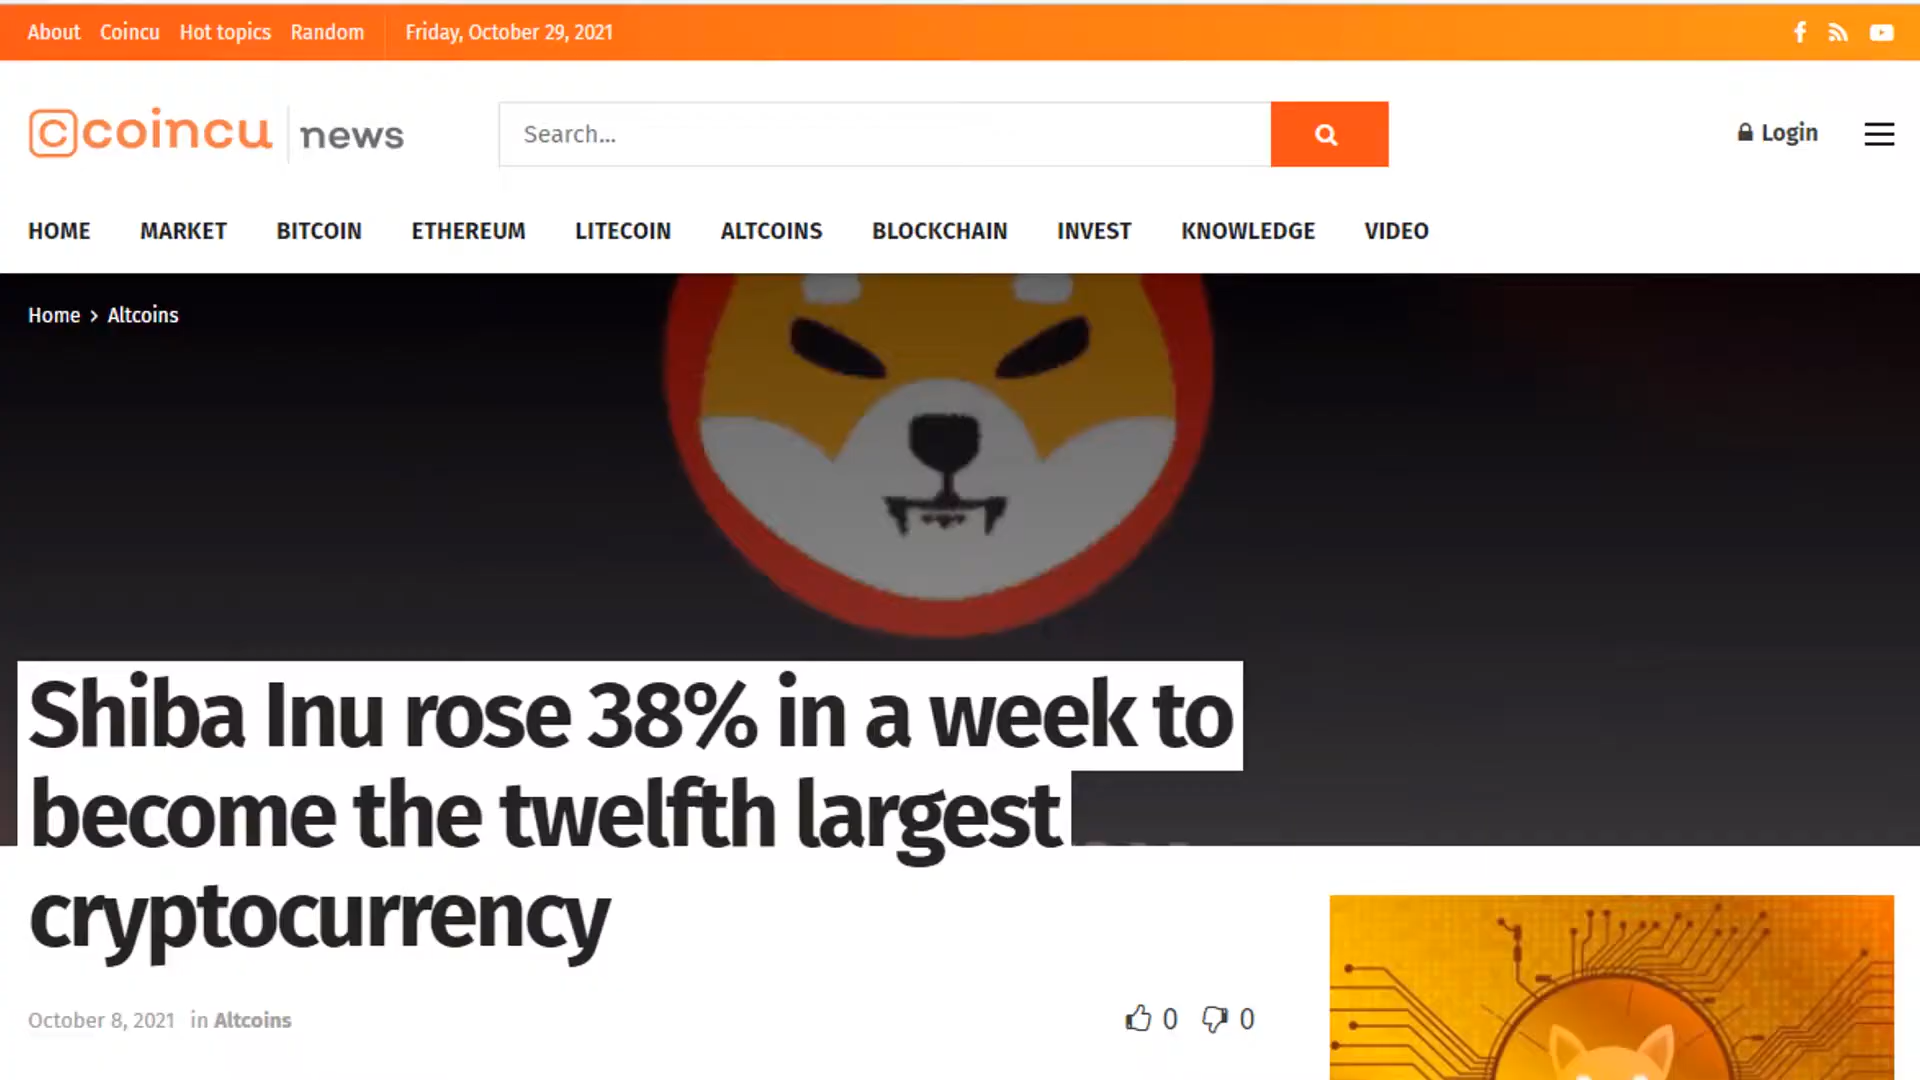 About Coincu Hot topics Random Friday, October 29, 2021
coincu news
Search...
Login
HOME MARKET BITCOIN ETHEREUM LITECOIN ALTCOINS BLOCKCHAIN INVEST KNOWLEDGE VIDEO
Home > Altcoins
Shiba Inu rose 38% in a week to
become the twelfth largest
cryptocurrency
October 8, 2021 in Altcoins
0 0